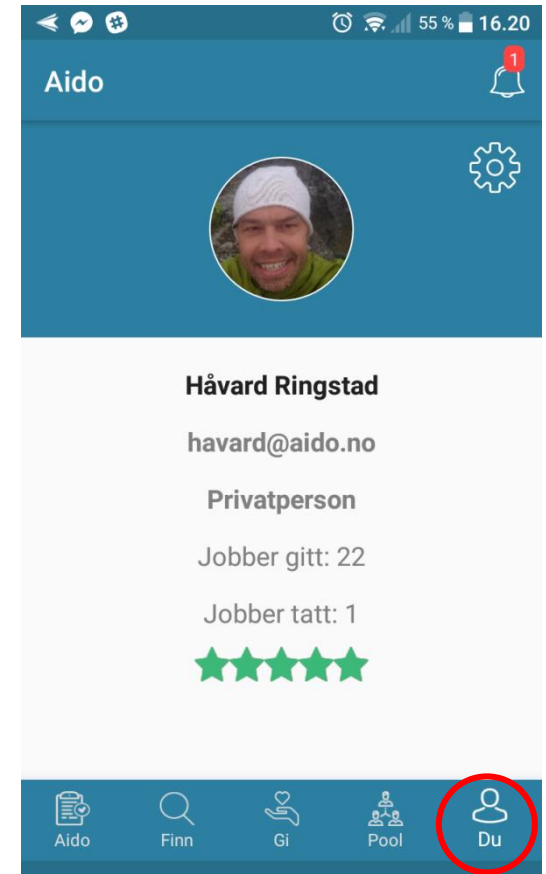 55 % 16.20
Aido
1
Håvard Ringstad
havard@aido.no
Privatperson
Jobber gitt: 22
Jobber tatt: 1
Aido Finn Gi Pool Du